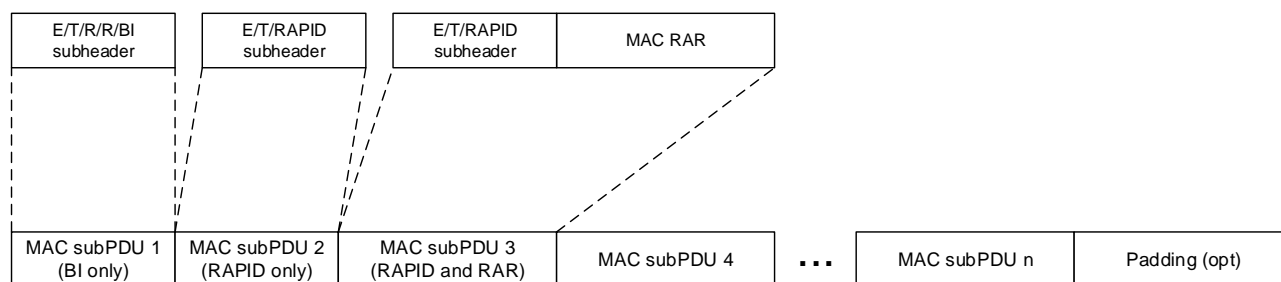 E/T/R/R/BI
subheader
E/T/RAPID
subheader
E/T/RAPID
subheader
MAC RAR
MAC subPDU 1
(BI only)
MAC subPDU 2
(RAPID only)
MAC subPDU 3
(RAPID and RAR)
MAC subPDU 4
...
MAC subPDU n
Padding (opt)